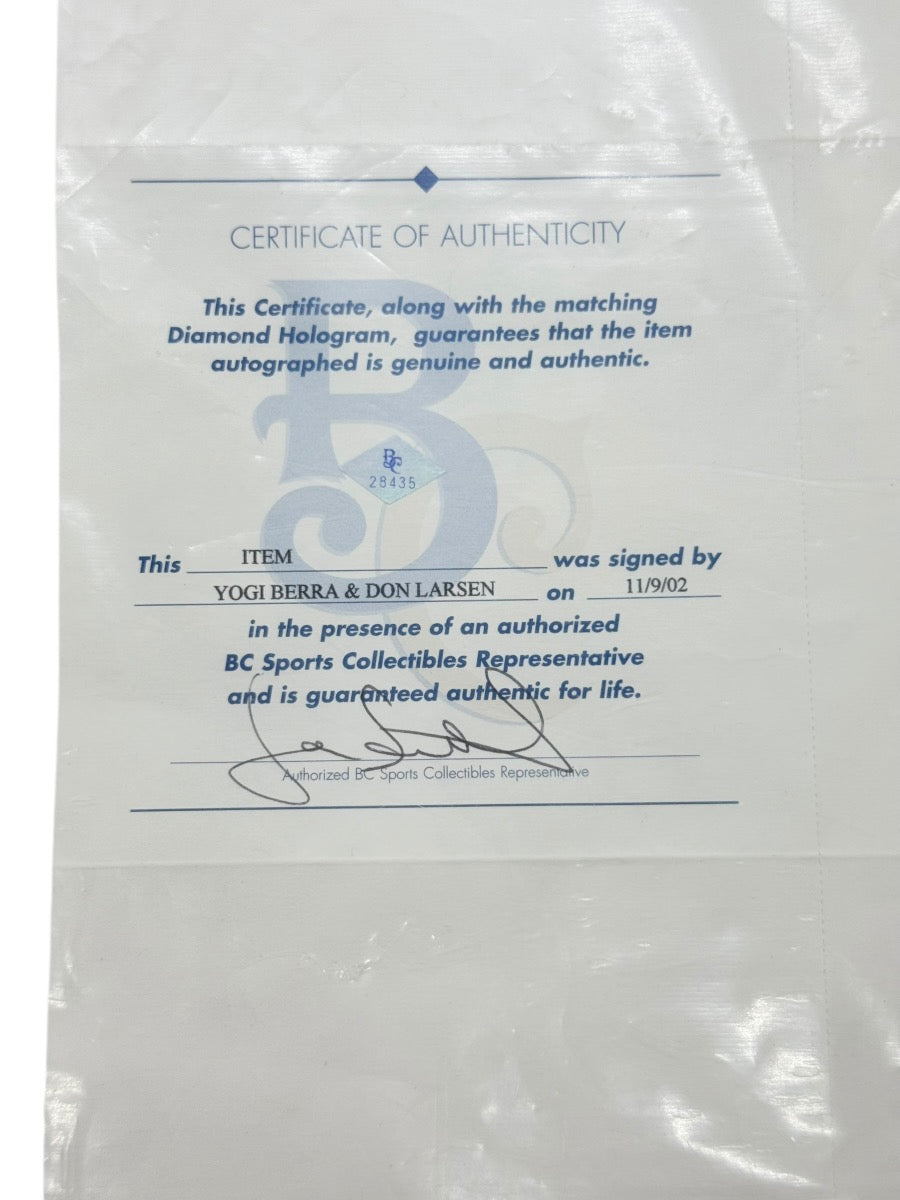 CERTIFICATE OF AUTHENTICITY
This Certificate, along with the matching
Diamond Hologram, guarantees that the item
autographed is genuine and authentic.
BC
28435
This ITEM was signed by
YOGI BERRA & DON LARSEN on 11/9/02
in the presence of an authorized
BC Sports Collectibles Representative
and is guaranteed authentic for life.
Authorized BC Sports Collectibles Representative